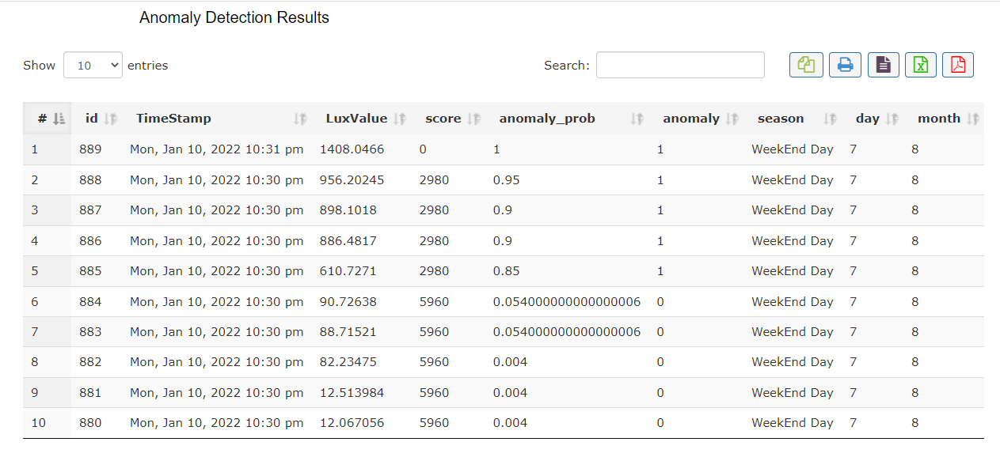 Anomaly Detection Results
Show 10 entries Search:
# id TimeStamp LuxValue score anomaly_prob anomaly season day month
1 889 Mon, Jan 10, 2022 10:31 pm 1408.0466 0 1 1 WeekEnd Day 7 8
2 888 Mon, Jan 10, 2022 10:30 pm 956.20245 2980 0.95 1 WeekEnd Day 7 8
3 887 Mon, Jan 10, 2022 10:30 pm 898.1018 2980 0.9 1 WeekEnd Day 7 8
4 886 Mon, Jan 10, 2022 10:30 pm 886.4817 2980 0.9 1 WeekEnd Day 7 8
5 885 Mon, Jan 10, 2022 10:30 pm 610.7271 2980 0.85 1 WeekEnd Day 7 8
6 884 Mon, Jan 10, 2022 10:30 pm 90.72638 5960 0.054000000000000006 0 WeekEnd Day 7 8
7 883 Mon, Jan 10, 2022 10:30 pm 88.71521 5960 0.054000000000000006 0 WeekEnd Day 7 8
8 882 Mon, Jan 10, 2022 10:30 pm 82.23475 5960 0.004 0 WeekEnd Day 7 8
9 881 Mon, Jan 10, 2022 10:30 pm 12.513984 5960 0.004 0 WeekEnd Day 7 8
10 880 Mon, Jan 10, 2022 10:30 pm 12.067056 5960 0.004 0 WeekEnd Day 7 8